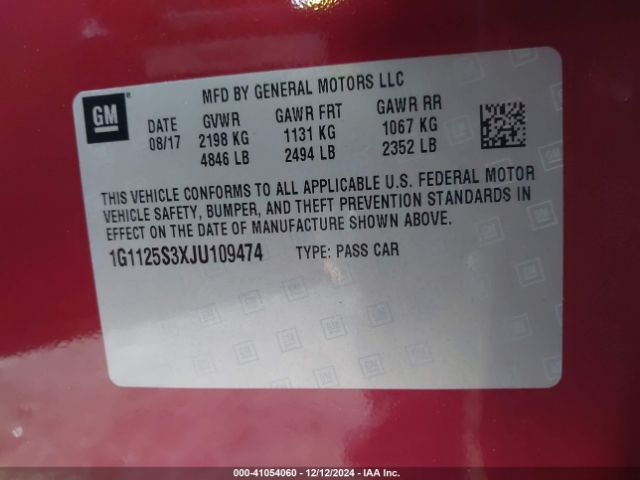 GM
MFD BY GENERAL MOTORS LLC
DATE GVWR GAWR FRT GAWR RR
08/17 2198 KG 1131 KG 1067 KG
4846 LB 2494 LB 2352 LB
THIS VEHICLE CONFORMS TO ALL APPLICABLE U.S. FEDERAL MOTOR
VEHICLE SAFETY, BUMPER, AND THEFT PREVENTION STANDARDS IN
EFFECT ON THE DATE OF MANUFACTURE SHOWN ABOVE.
1G1125S3XJU109474 TYPE: PASS CAR
000-41054060 - 12/12/2024 - IAA Inc.